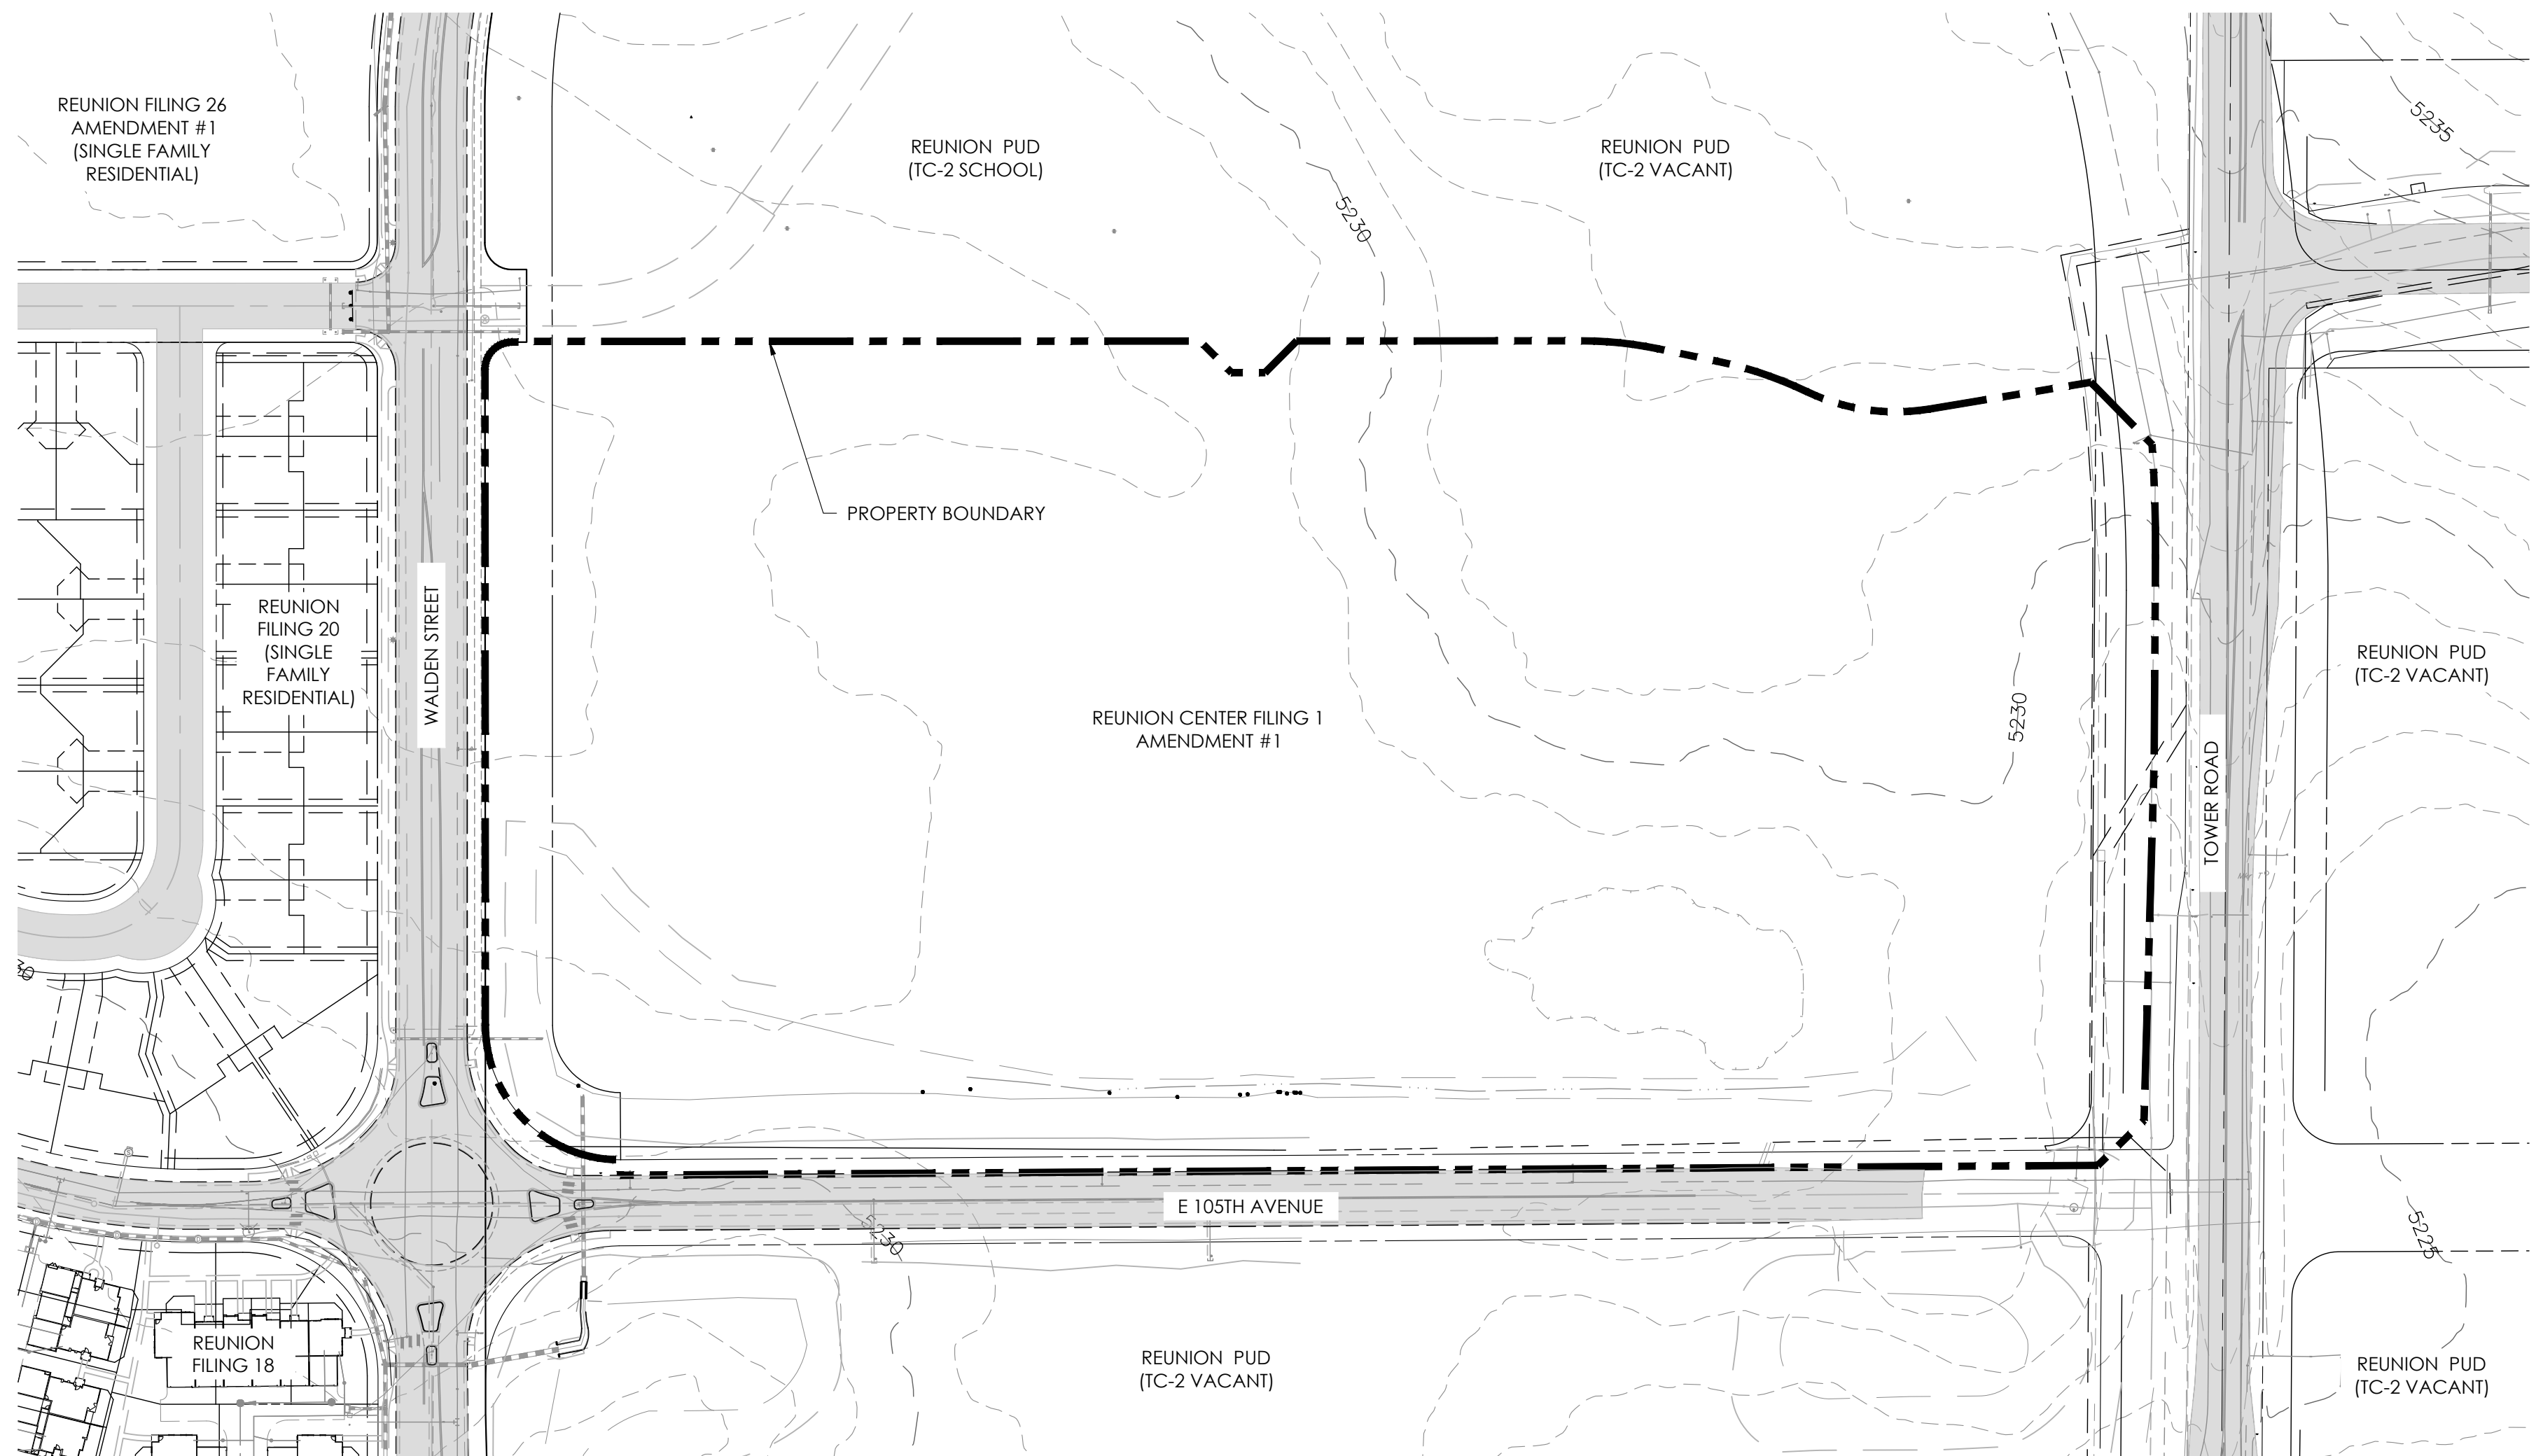 REUNION FILING 26
AMENDMENT #1
(SINGLE FAMILY
RESIDENTIAL)
REUNION PUD
(TC-2 SCHOOL)
REUNION PUD
(TC-2 VACANT)
5235
5230
PROPERTY BOUNDARY
REUNION
FILING 20
(SINGLE
FAMILY
RESIDENTIAL)
WALDEN STREET
REUNION CENTER FILING 1
AMENDMENT #1
5230
TOWER ROAD
REUNION PUD
(TC-2 VACANT)
30
E 105TH AVENUE
5230
5225
REUNION
FILING 18
REUNION PUD
(TC-2 VACANT)
REUNION PUD
(TC-2 VACANT)